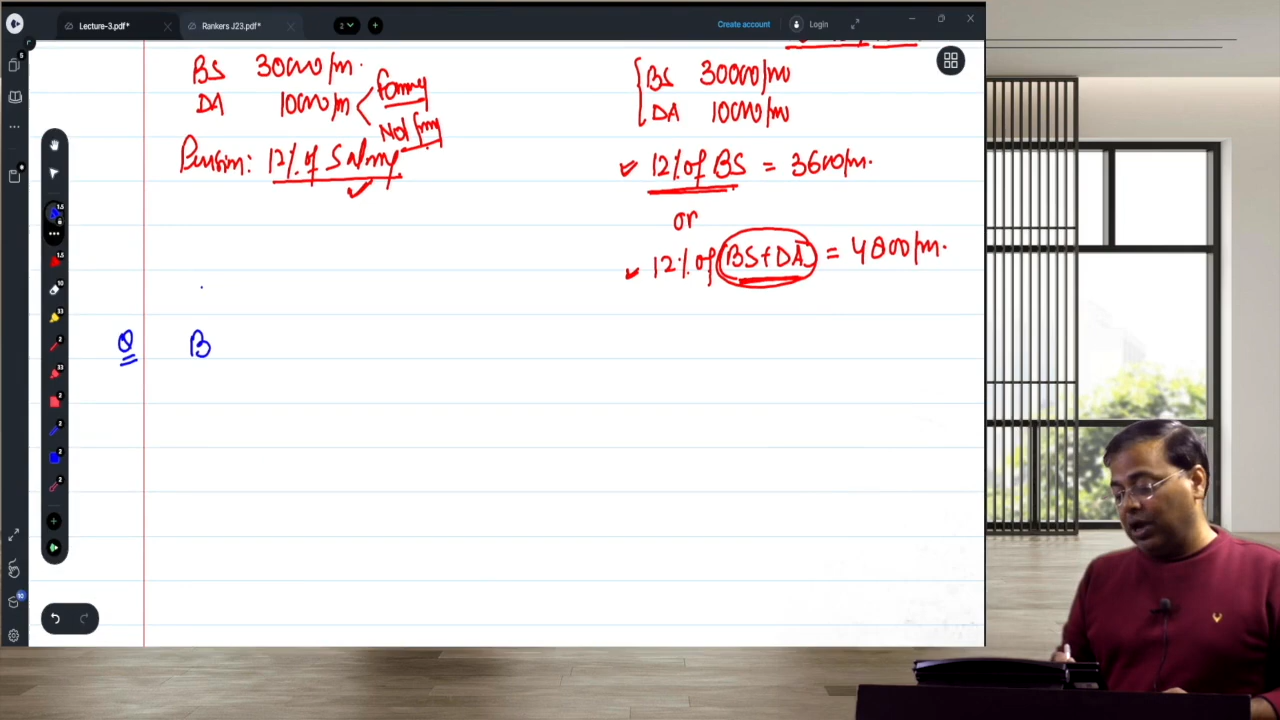 Lecture-3.pdf*
Rankers J23.pdf*
2
Create account
Login
BS 30000/m.
DA 10000/m
Forming
Not forming
Pension: 12% of Salary
BS 30000/m
DA 10000/m
12% of BS = 3600/m.
or
12% of BS+DA = 4800/m.
Q B